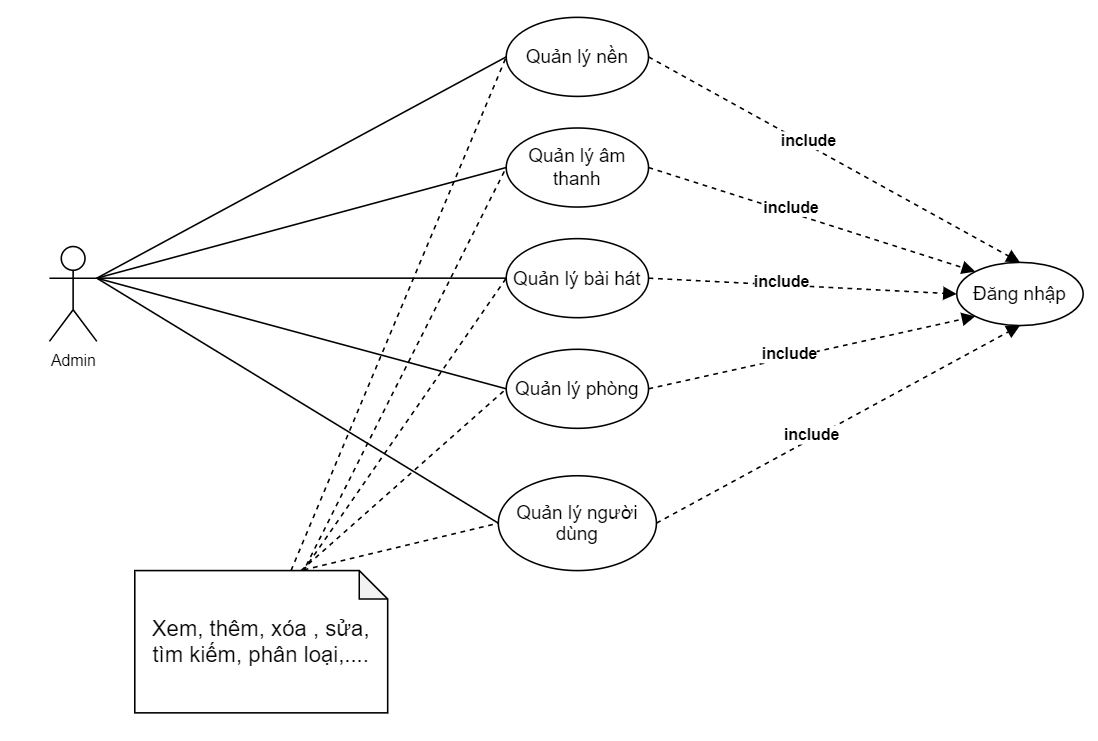 Quản lý nền
include
Quản lý âm
thanh
include
Quản lý bài hát
include
Đăng nhập
Admin
Quản lý phòng
include
include
Quản lý người
dùng
Xem, thêm, xóa , sửa,
tìm kiếm, phân loại,....